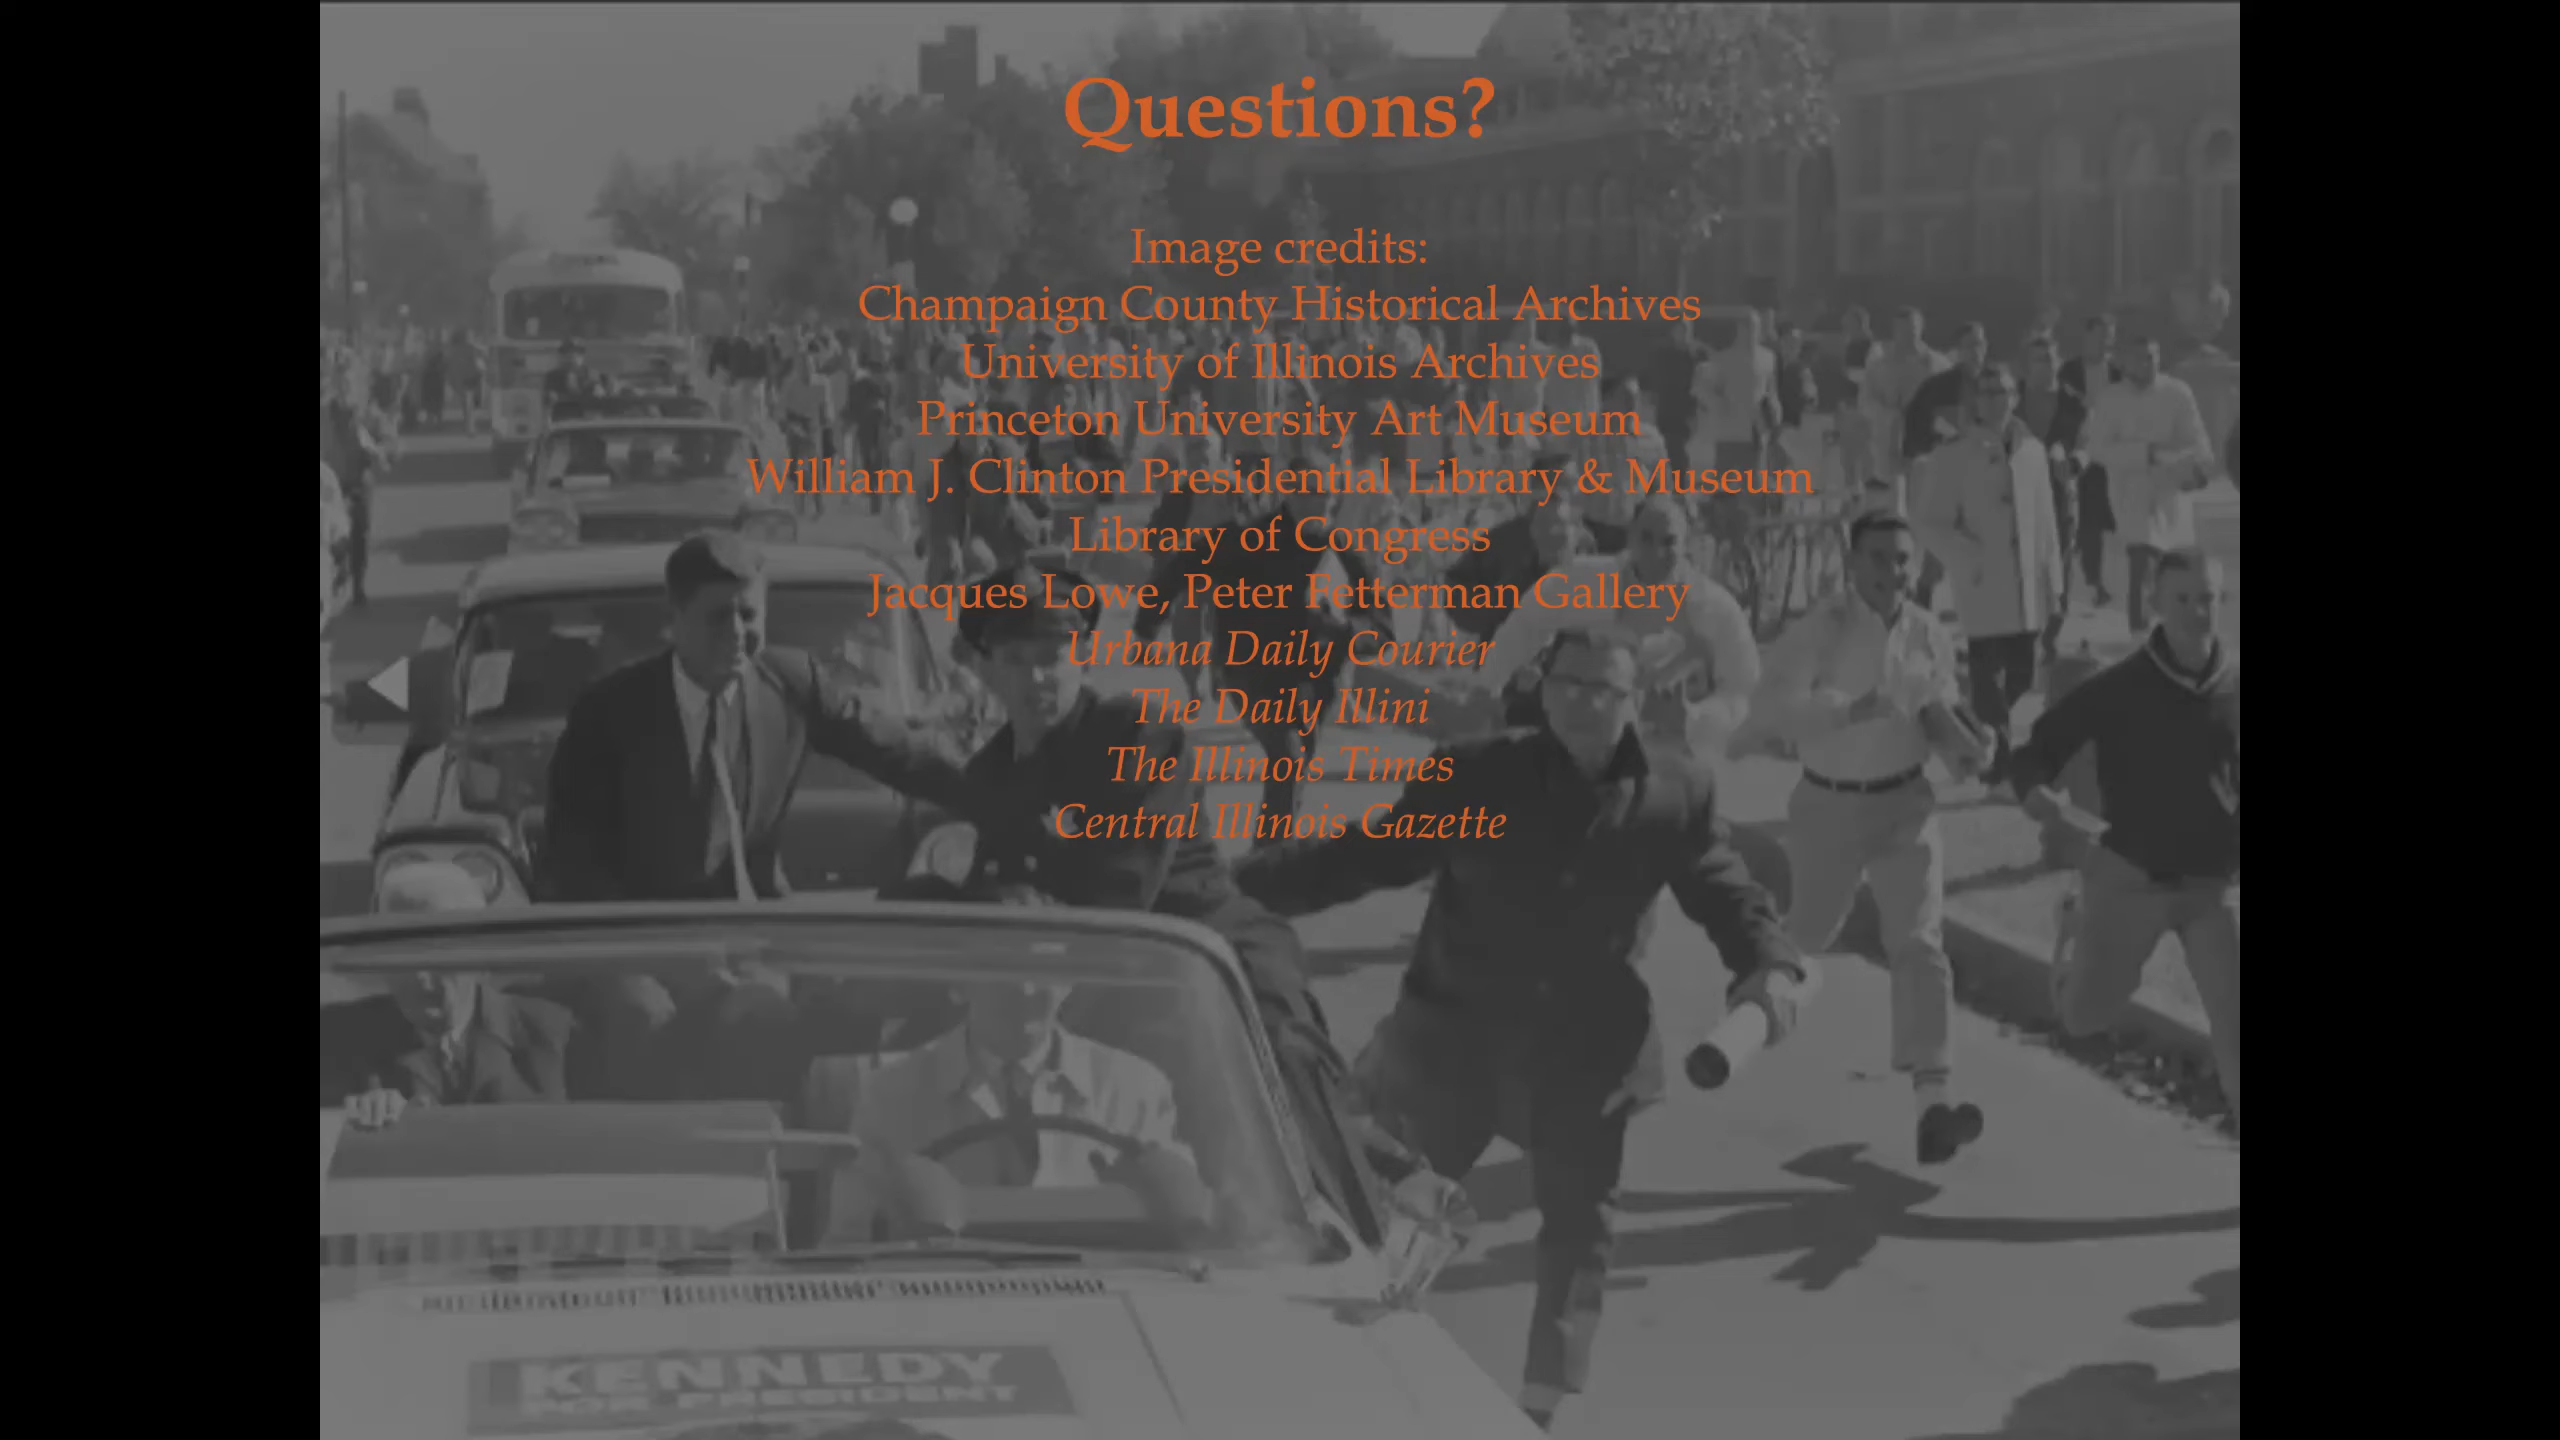 Questions?
Image credits:
Champaign County Historical Archives
University of Illinois Archives
Princeton University Art Museum
William J. Clinton Presidential Library & Museum
Library of Congress
Jacques Lowe, Peter Fetterman Gallery
Urbana Daily Courier
The Daily Illini
The Illinois Times
Central Illinois Gazette
KENNEDY
FOR PRESIDENT